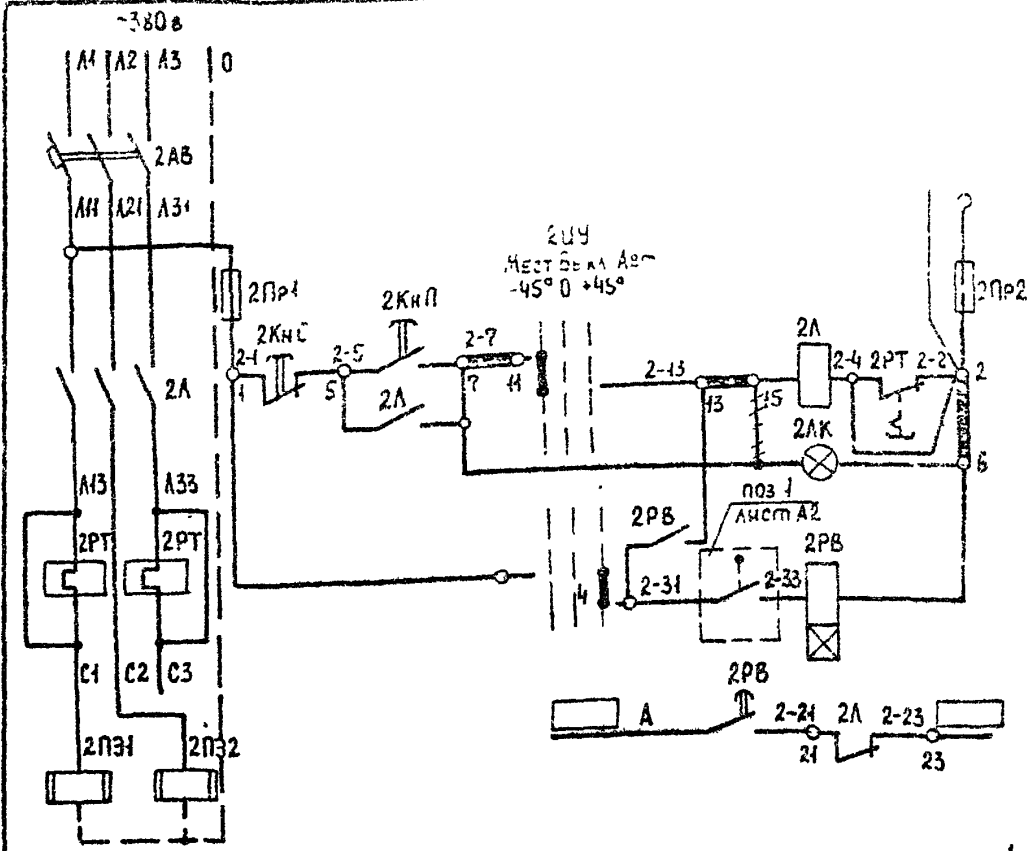 ~380в
Л1 Л2 Л3 0
2АВ
Л11 Л21 Л31
2ПР1
2КнС
2КнП
2ЦУ
Мест Выкл Авт
-45° 0 +45°
2ПР2
2-1
1
2-5
5
2-7
7
11
2Л
2-13
13
15
2Л
2-4
2РТ
2-2
2
2Л
2ЛК
6
Л13
Л33
2РТ
2РТ
2РВ
поз 1
лист А2
2РВ
4
2-31
2-33
С1
С2
С3
2РВ
А
2-21
21
2Л
2-23
23
2ПЭ1
2ПЭ2